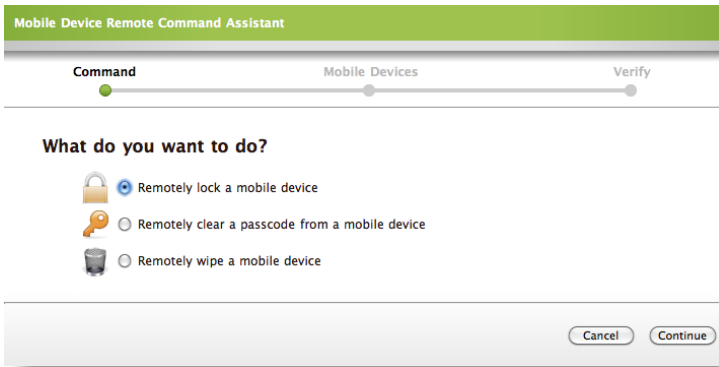 Mobile Device Remote Command Assistant
Command Mobile Devices Verify
What do you want to do?
Remotely lock a mobile device
Remotely clear a passcode from a mobile device
Remotely wipe a mobile device
Cancel Continue